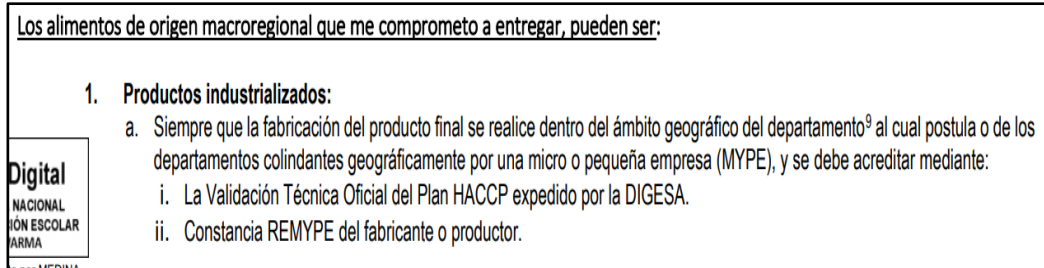 Los alimentos de origen macroregional que me comprometo a entregar, pueden ser:
1. Productos industrializados:
a. Siempre que la fabricación del producto final se realice dentro del ámbito geográfico del departamento⁹ al cual postula o de los
departamentos colindantes geográficamente por una micro o pequeña empresa (MYPE), y se debe acreditar mediante:
i. La Validación Técnica Oficial del Plan HACCP expedido por la DIGESA.
ii. Constancia REMYPE del fabricante o productor.
Digital
NACIONAL
IÓN ESCOLAR
ARMA